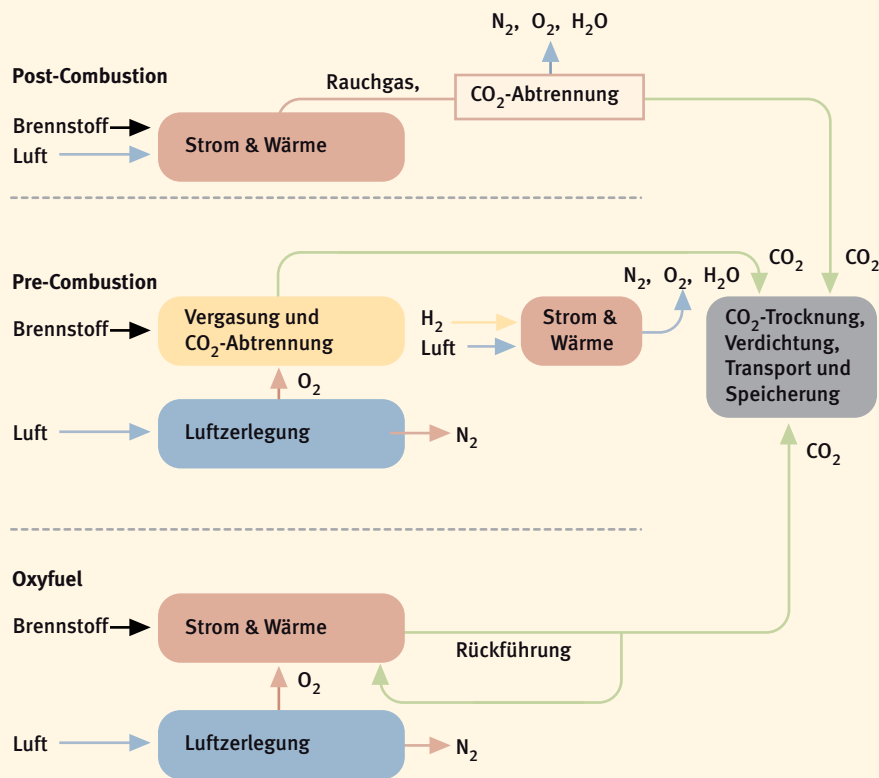 N₂, O₂, H₂O
Post-Combustion
Rauchgas,
CO₂-Abtrennung
Brennstoff
Luft
Strom & Wärme
Pre-Combustion
CO₂
CO₂
N₂, O₂, H₂O
Brennstoff
Vergasung und
CO₂-Abtrennung
H₂
Luft
Strom &
Wärme
CO₂-Trocknung,
Verdichtung,
Transport und
Speicherung
O₂
Luft
Luftzerlegung
N₂
CO₂
Oxyfuel
Brennstoff
Strom & Wärme
Rückführung
O₂
Luft
Luftzerlegung
N₂